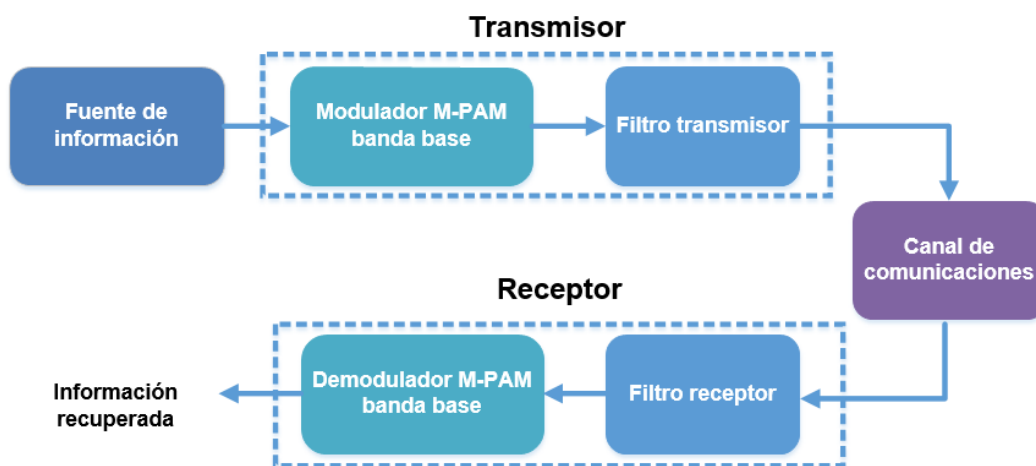 Transmisor
Fuente de
información
Modulador M-PAM
banda base
Filtro transmisor
Canal de
comunicaciones
Receptor
Filtro receptor
Demodulador M-PAM
banda base
Información
recuperada